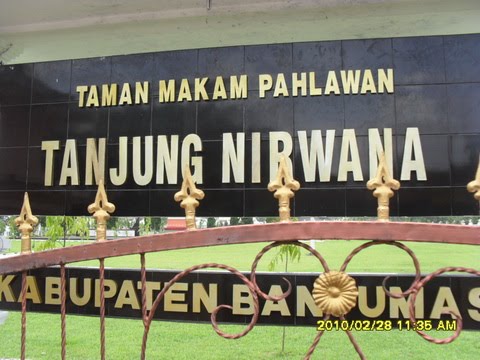 TAMAN MAKAM PAHLAWAN
TANJUNG NIRWANA
KABUPATEN BANYUMAS
2010/02/28 11:35 AM